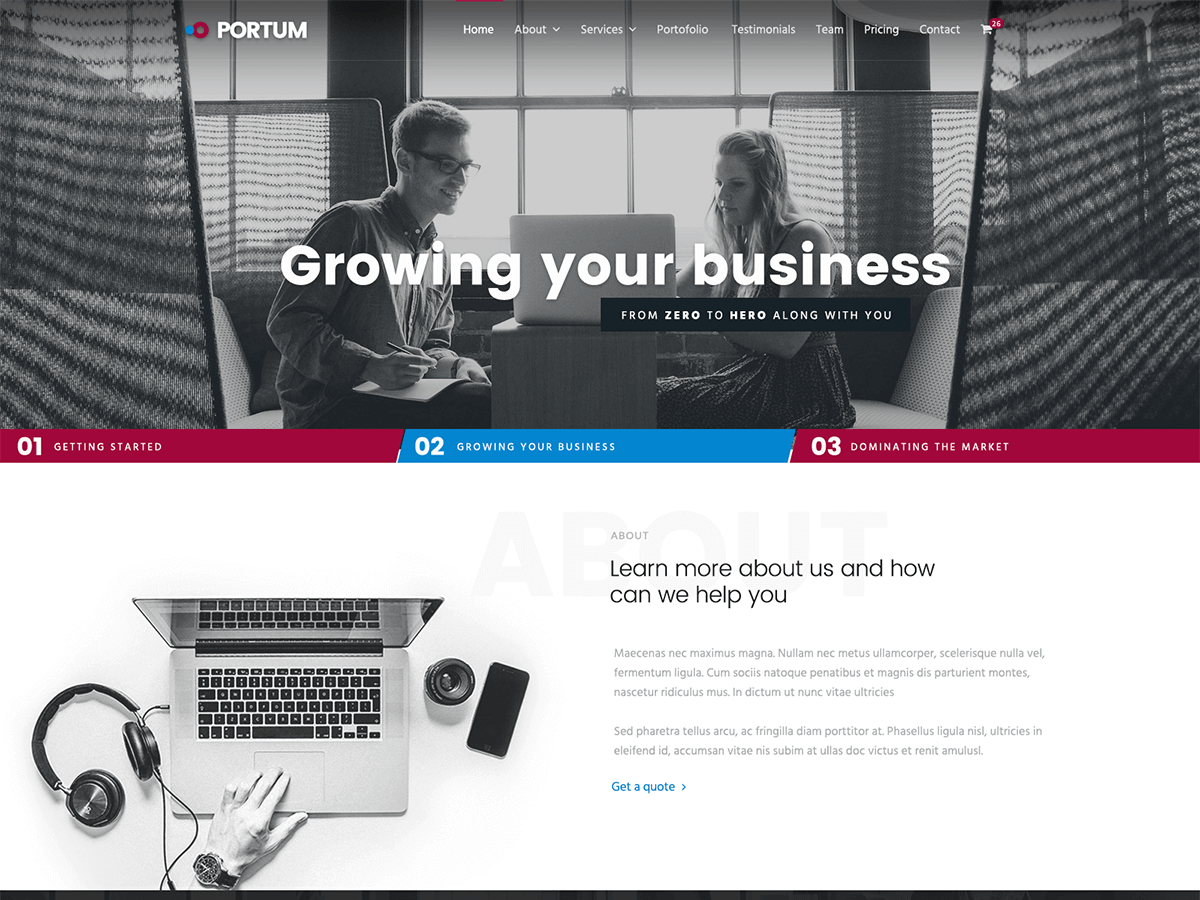 PORTUM
Home About Services Portofolio Testimonials Team Pricing Contact 26
Growing your business
FROM ZERO TO HERO ALONG WITH YOU
01 GETTING STARTED
02 GROWING YOUR BUSINESS
03 DOMINATING THE MARKET
ABOUT
ABOUT
Learn more about us and how
can we help you
Maecenas nec maximus magna. Nullam nec metus ullamcorper, scelerisque nulla vel,
fermentum ligula. Cum sociis natoque penatibus et magnis dis parturient montes,
nascetur ridiculus mus. In dictum ut nunc vitae ultricies
Sed pharetra tellus arcu, ac fringilla diam porttitor at. Phasellus ligula nisl, ultricies in
eleifend id, accumsan vitae nis subim at ullas doc victus et renit amulusl.
Get a quote